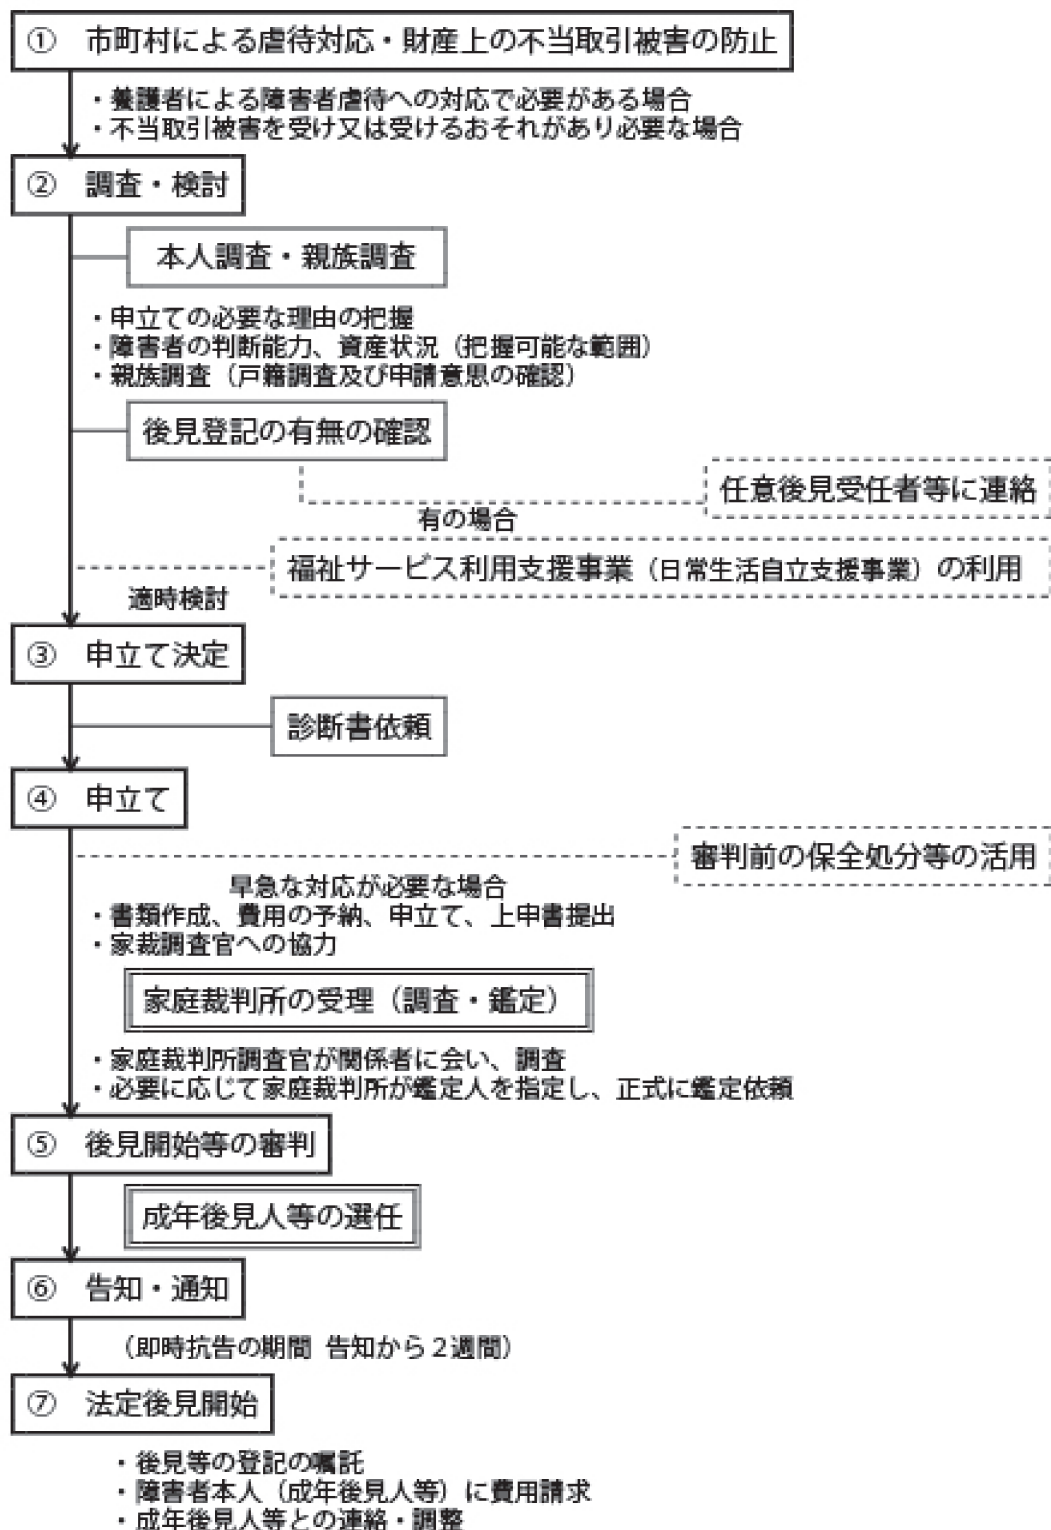 ① 市町村による虐待対応・財産上の不当取引被害の防止
・養護者による障害者虐待への対応で必要がある場合
・不当取引被害を受け又は受けるおそれがあり必要な場合
② 調査・検討
本人調査・親族調査
・申立ての必要な理由の把握
・障害者の判断能力、資産状況（把握可能な範囲）
・親族調査（戸籍調査及び申請意思の確認）
後見登記の有無の確認
任意後見受任者等に連絡
有の場合
福祉サービス利用支援事業（日常生活自立支援事業）の利用
適時検討
③ 申立て決定
診断書依頼
④ 申立て
審判前の保全処分等の活用
早急な対応が必要な場合
・書類作成、費用の予納、申立て、上申書提出
・家裁調査官への協力
家庭裁判所の受理（調査・鑑定）
・家庭裁判所調査官が関係者に会い、調査
・必要に応じて家庭裁判所が鑑定人を指定し、正式に鑑定依頼
⑤ 後見開始等の審判
成年後見人等の選任
⑥ 告知・通知
（即時抗告の期間 告知から２週間）
⑦ 法定後見開始
・後見等の登記の嘱託
・障害者本人（成年後見人等）に費用請求
・成年後見人等との連絡・調整